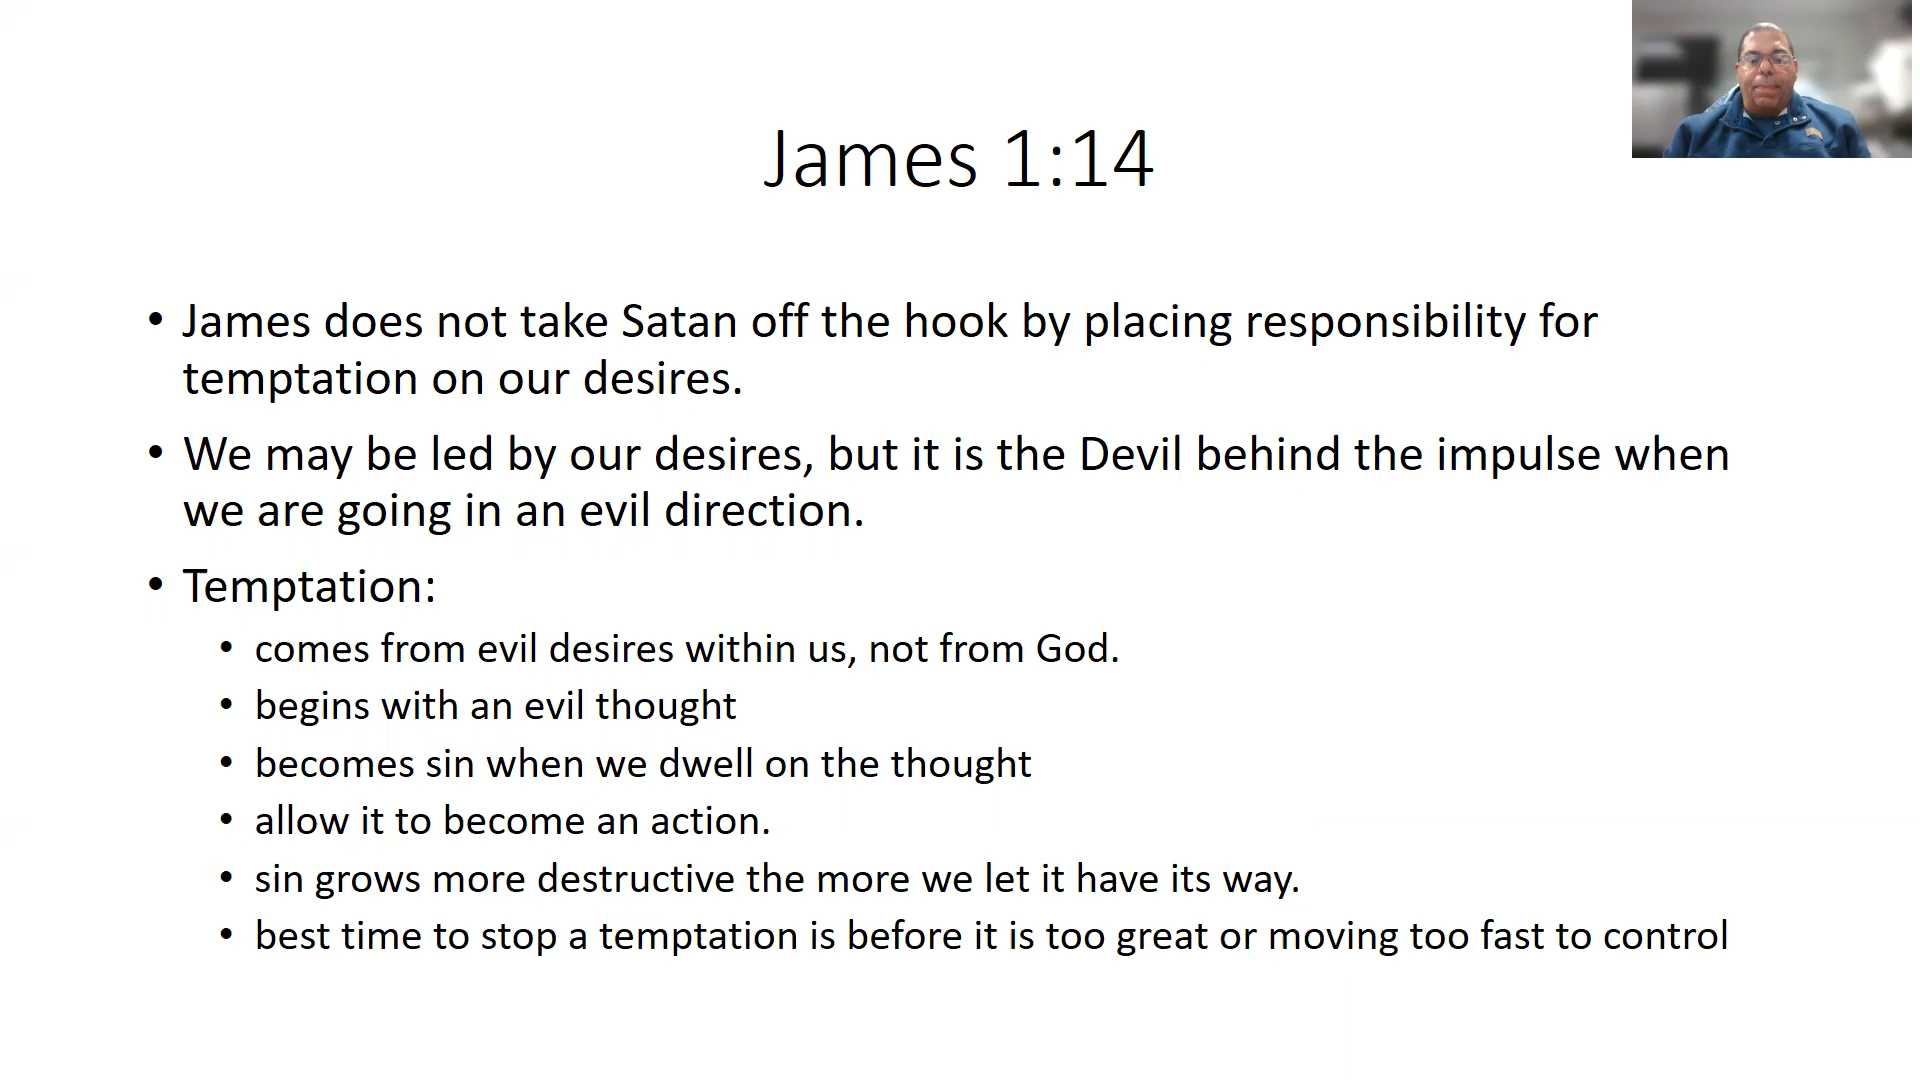 James 1:14
• James does not take Satan off the hook by placing responsibility for
temptation on our desires.
• We may be led by our desires, but it is the Devil behind the impulse when
we are going in an evil direction.
• Temptation:
• comes from evil desires within us, not from God.
• begins with an evil thought
• becomes sin when we dwell on the thought
• allow it to become an action.
• sin grows more destructive the more we let it have its way.
• best time to stop a temptation is before it is too great or moving too fast to control